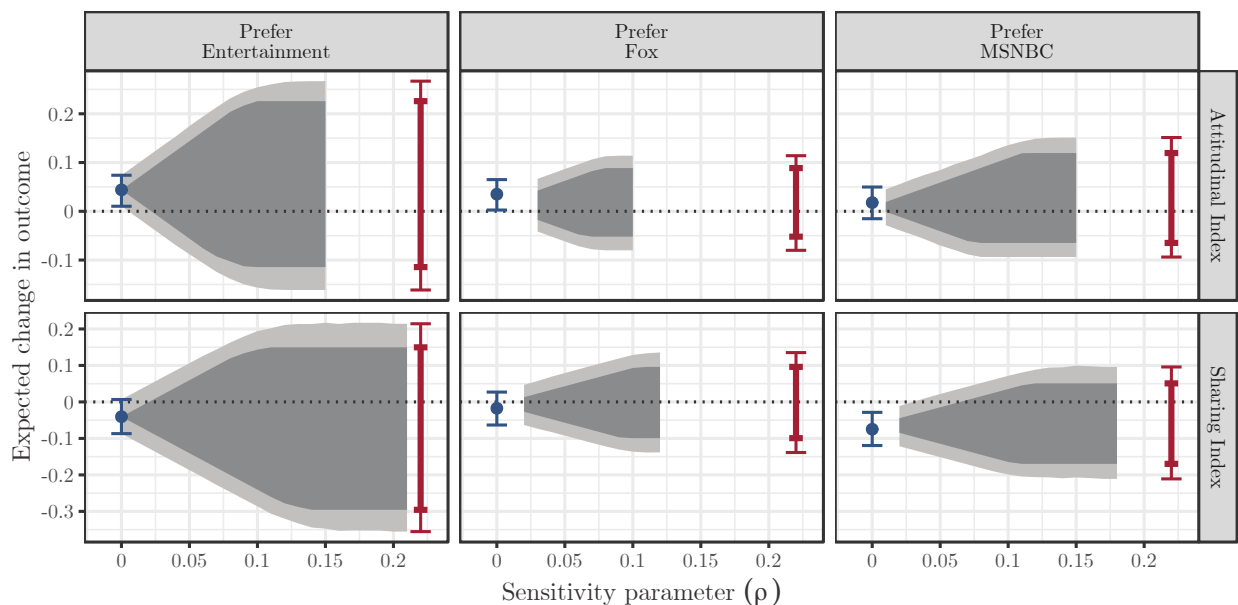 Prefer
Entertainment
Prefer
Fox
Prefer
MSNBC
Expected change in outcome
0.2
0.1
0
-0.1
Attitudinal Index
0.2
0.1
0
-0.1
-0.2
-0.3
Sharing Index
0 0.05 0.1 0.15 0.2
0 0.05 0.1 0.15 0.2
0 0.05 0.1 0.15 0.2
Sensitivity parameter (ρ)